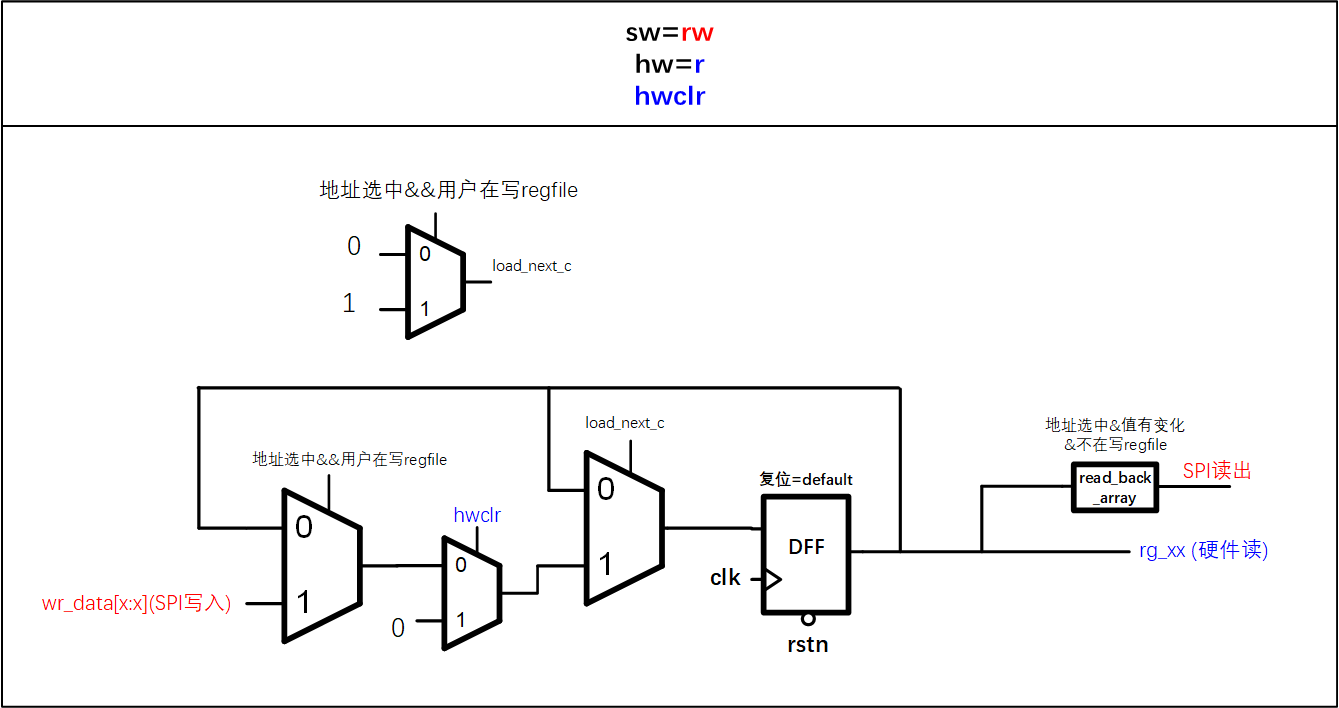 sw=rw
hw=r
hwclr
地址选中&&用户在写regfile
0
0
load_next_c
1
1
load_next_c
地址选中&值有变化
&不在写regfile
地址选中&&用户在写regfile
复位=default
SPI读出
read_back
_array
0
hwclr
0
0
DFF
rg_xx (硬件读)
1
clk
wr_data[x:x](SPI写入)
1
0
1
rstn